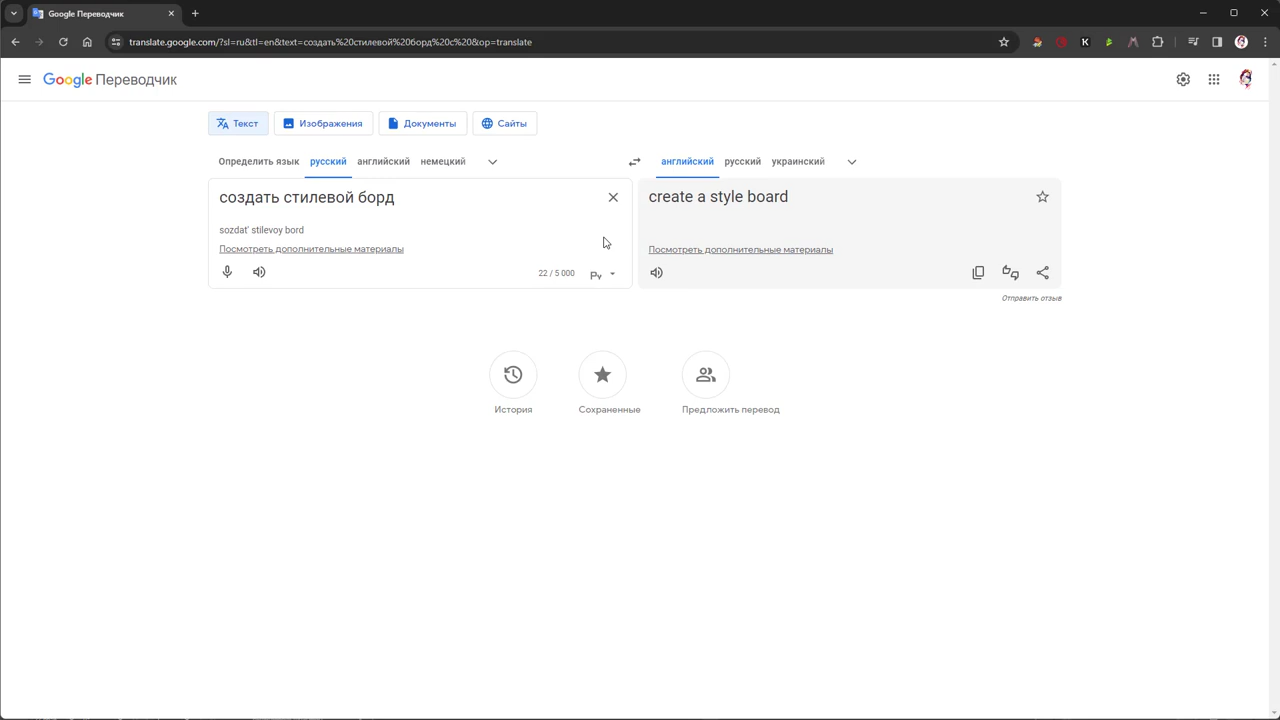 Google Переводчик
translate.google.com/?sl=ru&tl=en&text=создать%20стилевой%20борд%20с%20&op=translate
Google Переводчик
Текст Изображения Документы Сайты
Определить язык русский английский немецкий английский русский украинский
создать стилевой борд
create a style board
sozdat' stilevoy bord
Посмотреть дополнительные материалы
Посмотреть дополнительные материалы
22 / 5 000
Ру
Отправить отзыв
История Сохраненные Предложить перевод